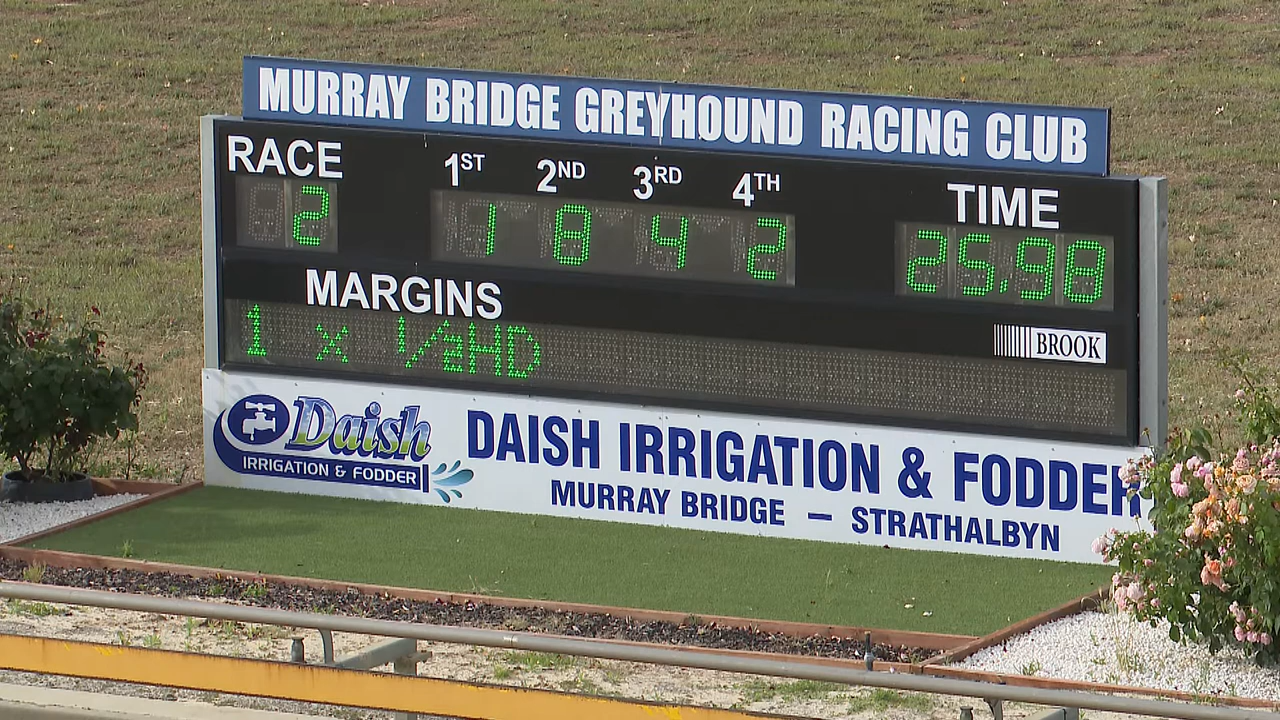 MURRAY BRIDGE GREYHOUND RACING CLUB
RACE 1ST 2ND 3RD 4TH TIME
2 1 8 4 2 25.98
MARGINS
1 x 1/2HD
BROOK
Daish
IRRIGATION & FODDER
DAISH IRRIGATION & FODDER
MURRAY BRIDGE – STRATHALBYN